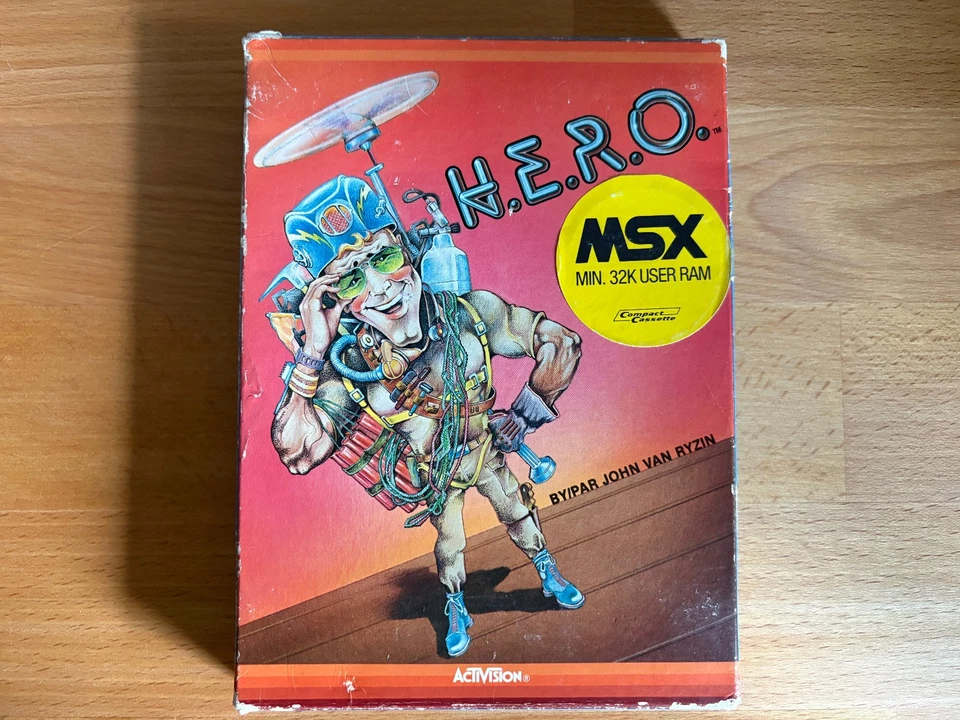 H.E.R.O.™
MSX
MIN. 32K USER RAM
Compact
Cassette
BY/PAR JOHN VAN RYZIN
ACTIVISION®